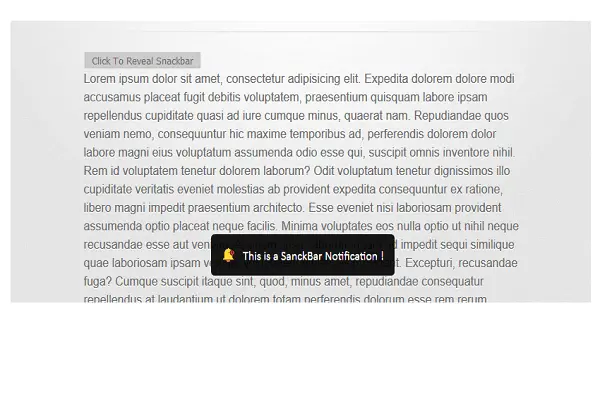 Click To Reveal Snackbar
Lorem ipsum dolor sit amet, consectetur adipisicing elit. Expedita dolorem dolore modi
accusamus placeat fugit debitis voluptatem, praesentium quisquam labore ipsam
repellendus cupiditate quasi ad iure cumque minus, quaerat nam. Repudiandae quos
veniam nemo, consequuntur hic maxime temporibus ad, perferendis dolorem dolor
labore magni eius voluptatum assumenda odio esse qui, suscipit omnis inventore nihil.
Rem id voluptatem tenetur dolorem laborum? Odit voluptatum tenetur dignissimos illo
cupiditate veritatis eveniet molestias ab provident expedita consequuntur ex ratione,
libero magni impedit praesentium architecto. Esse eveniet nisi laboriosam provident
assumenda optio placeat neque facilis. Minima voluptates eos nulla optio ut nihil neque
recusandae esse aut impedit sequi similique
quae laboriosam ipsam Excepturi, recusandae
This is a SanckBar Notification !
fuga? Cumque suscipit itaque sint, quod, minus amet, repudiandae consequatur
repellendus at laudantium ut dolorem totam perferendis dolorum esse rem rerum